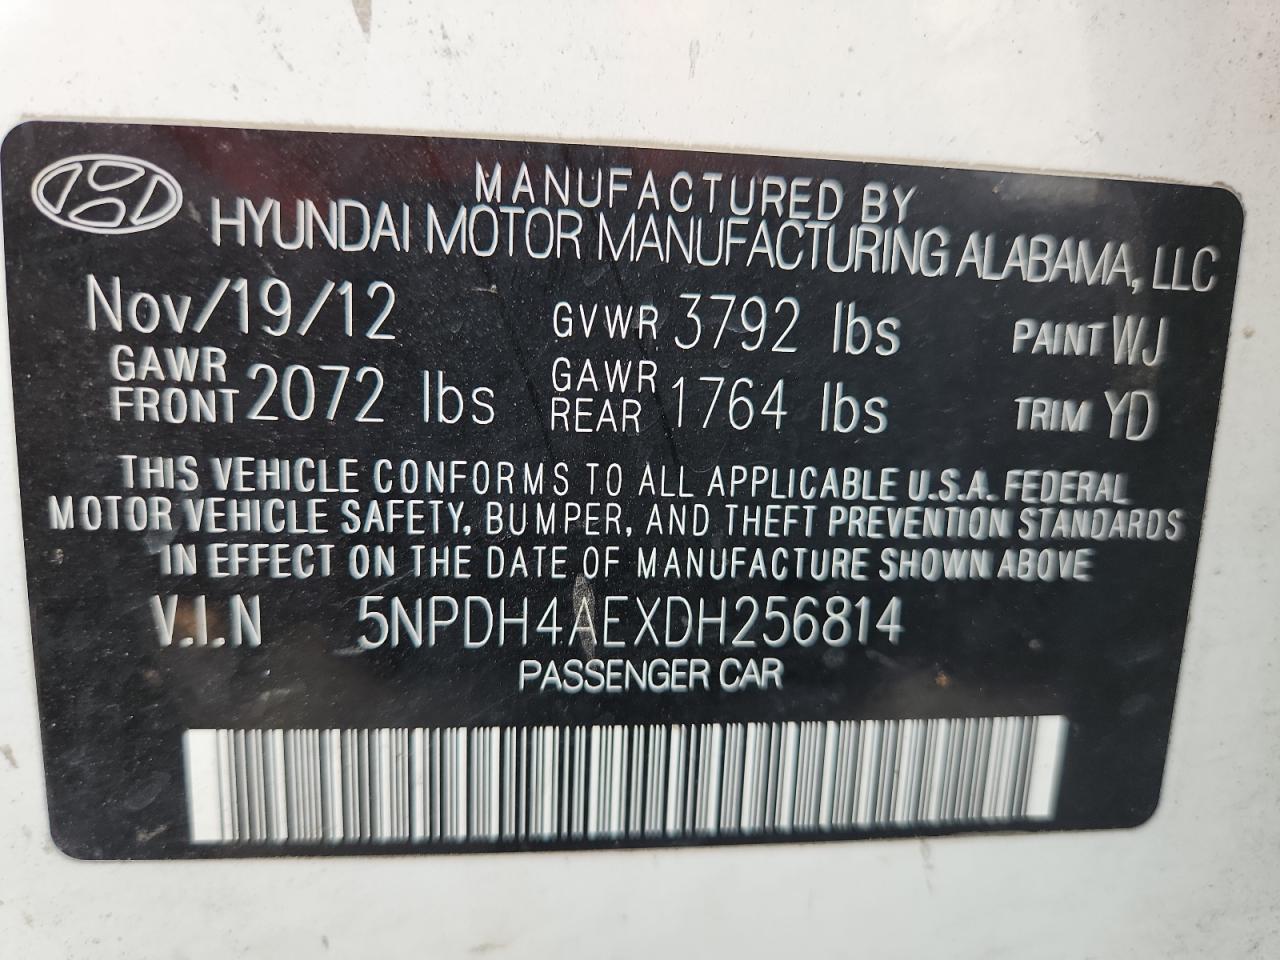 MANUFACTURED BY
HYUNDAI MOTOR MANUFACTURING ALABAMA, LLC
Nov/19/12 GVWR 3792 lbs PAINT WJ
GAWR FRONT 2072 lbs GAWR REAR 1764 lbs TRIM YD
THIS VEHICLE CONFORMS TO ALL APPLICABLE U.S.A. FEDERAL
MOTOR VEHICLE SAFETY, BUMPER, AND THEFT PREVENTION STANDARDS
IN EFFECT ON THE DATE OF MANUFACTURE SHOWN ABOVE
V.I.N 5NPDH4AEXDH256814
PASSENGER CAR